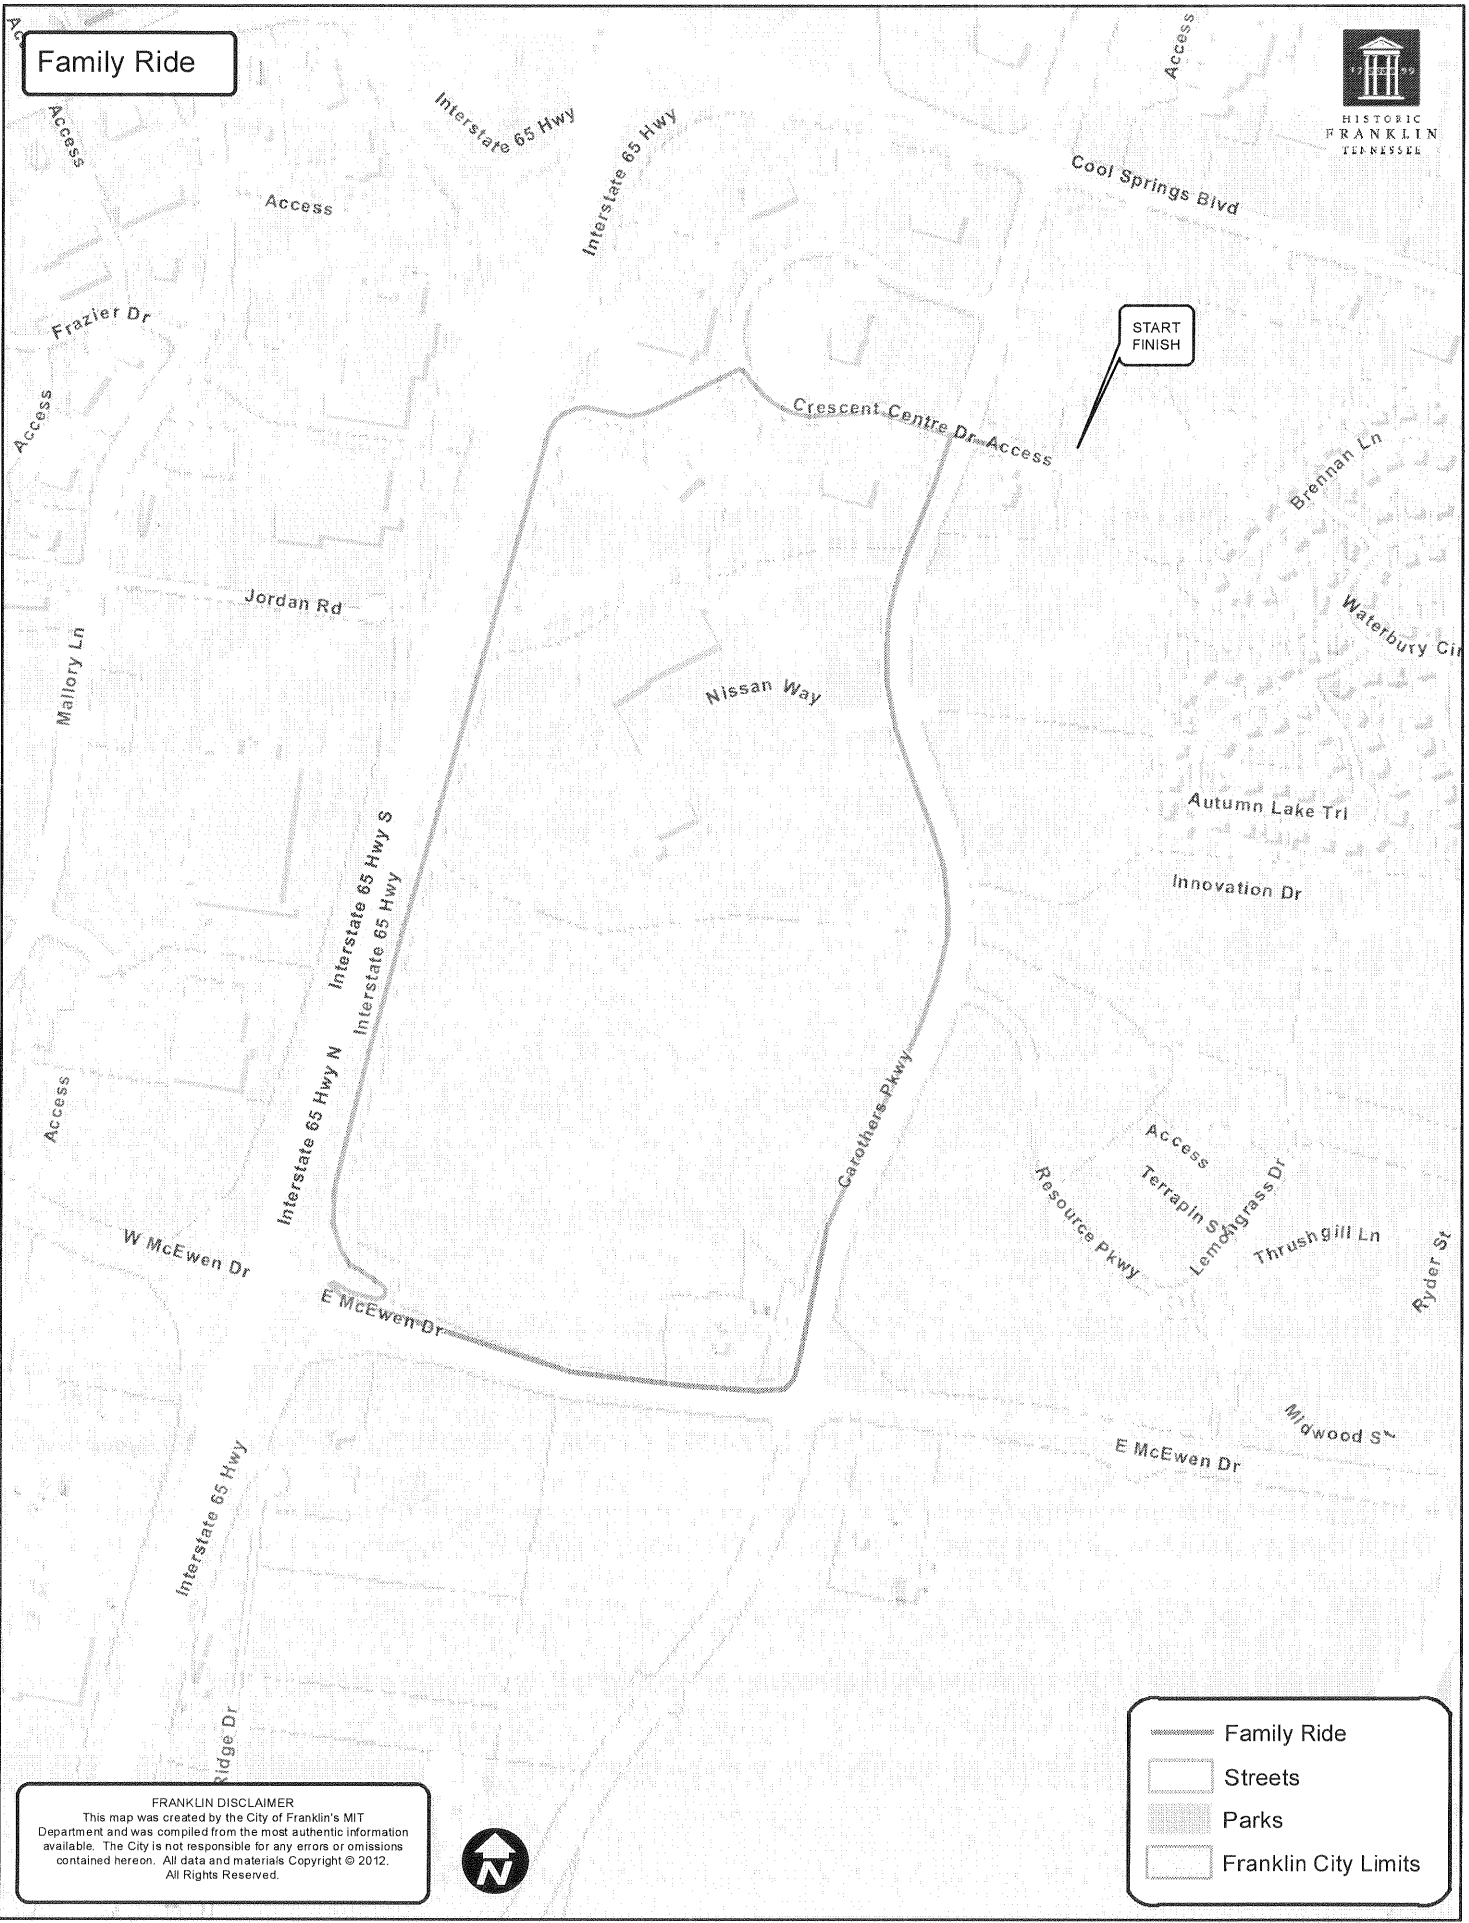 Family Ride
Access
Interstate 65 Hwy
Interstate 65 Hwy
Access
HISTORIC
FRANKLIN
TENNESSEE
Access
Access
Cool Springs Blvd
Frazier Dr
START
FINISH
Access
Crescent Centre Dr
Access
Brennan Ln
Jordan Rd
Waterbury Cir
Mallory Ln
Nissan Way
Autumn Lake Trl
Interstate 65 Hwy S
Interstate 65 Hwy
Innovation Dr
Interstate 65 Hwy N
Carothers Pkwy
Access
Access
Terrapin St
Lemongrass Dr
Resource Pkwy
Thrushgill Ln
Ryder St
W McEwen Dr
E McEwen Dr
Midwood St
E McEwen Dr
Interstate 65 Hwy
Ridge Dr
Family Ride
Streets
Parks
Franklin City Limits
FRANKLIN DISCLAIMER
This map was created by the City of Franklin's MIT
Department and was compiled from the most authentic information
available. The City is not responsible for any errors or omissions
contained hereon. All data and materials Copyright © 2012.
All Rights Reserved.
N